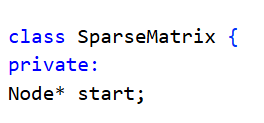 class SparseMatrix {
private:
Node* start;